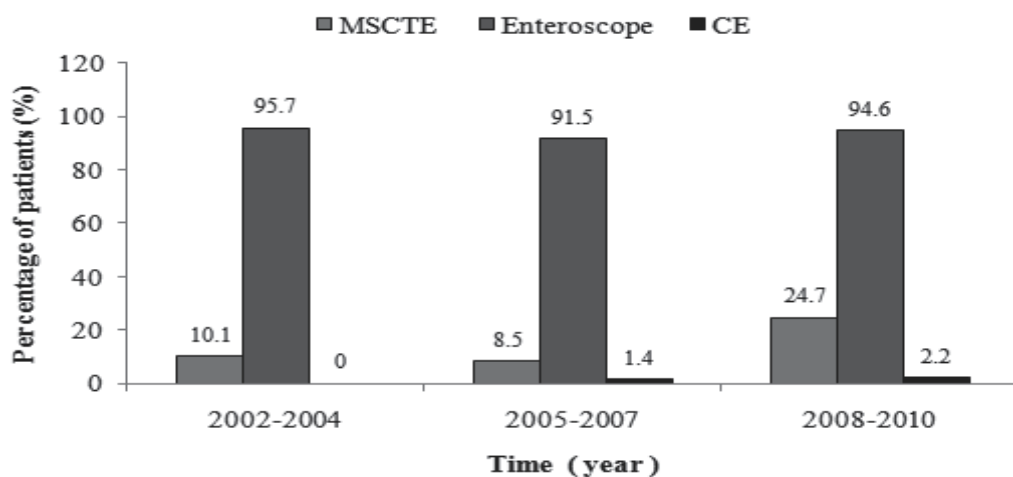 MSCTE Enteroscope CE
Percentage of patients (%)
120
100
80
60
40
20
0
10.1 95.7 0
8.5 91.5 1.4
24.7 94.6 2.2
2002-2004 2005-2007 2008-2010
Time ( year )